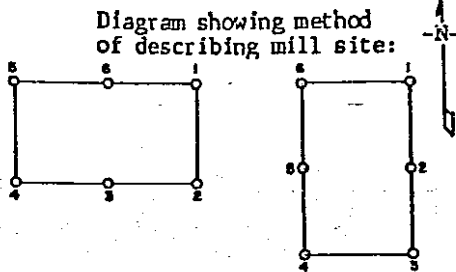 Diagram showing method
of describing mill site:
-N-
5 6 1
4 3 2
6 1
5 2
4 3